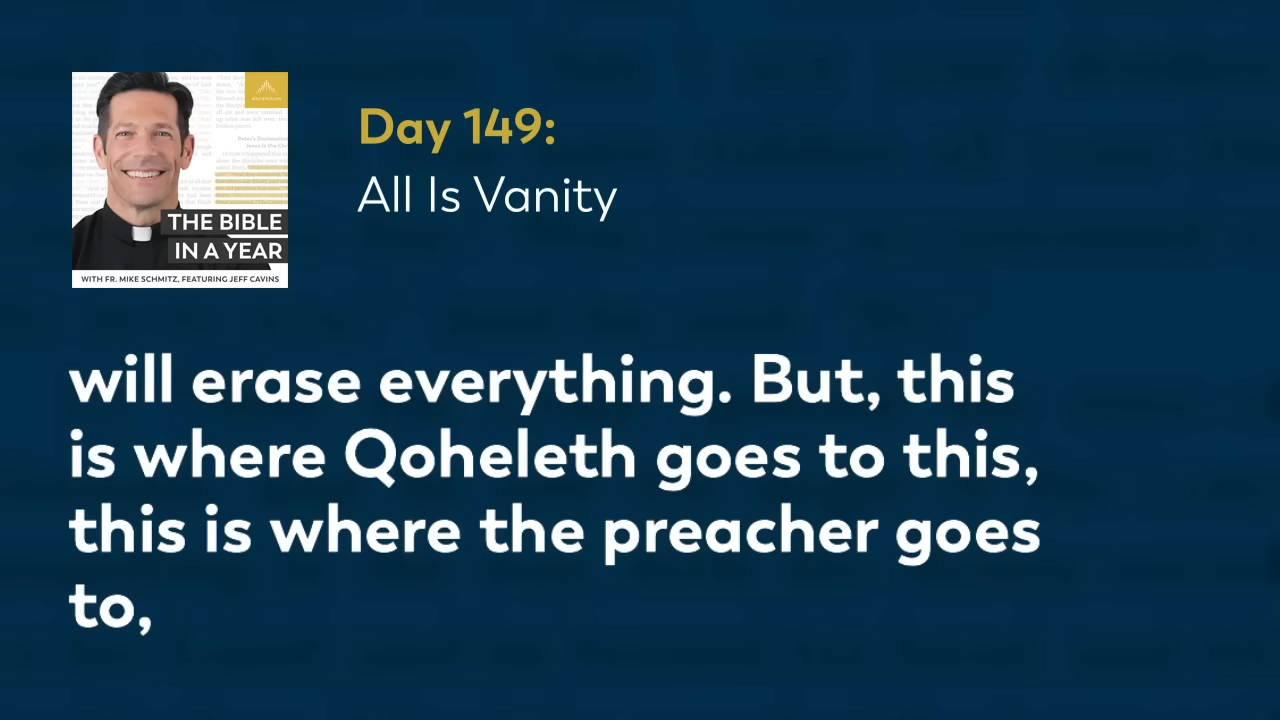 ASCENSION
THE BIBLE
IN A YEAR
WITH FR. MIKE SCHMITZ, FEATURING JEFF CAVINS
Day 149:
All Is Vanity
will erase everything. But, this
is where Qoheleth goes to this,
this is where the preacher goes
to,